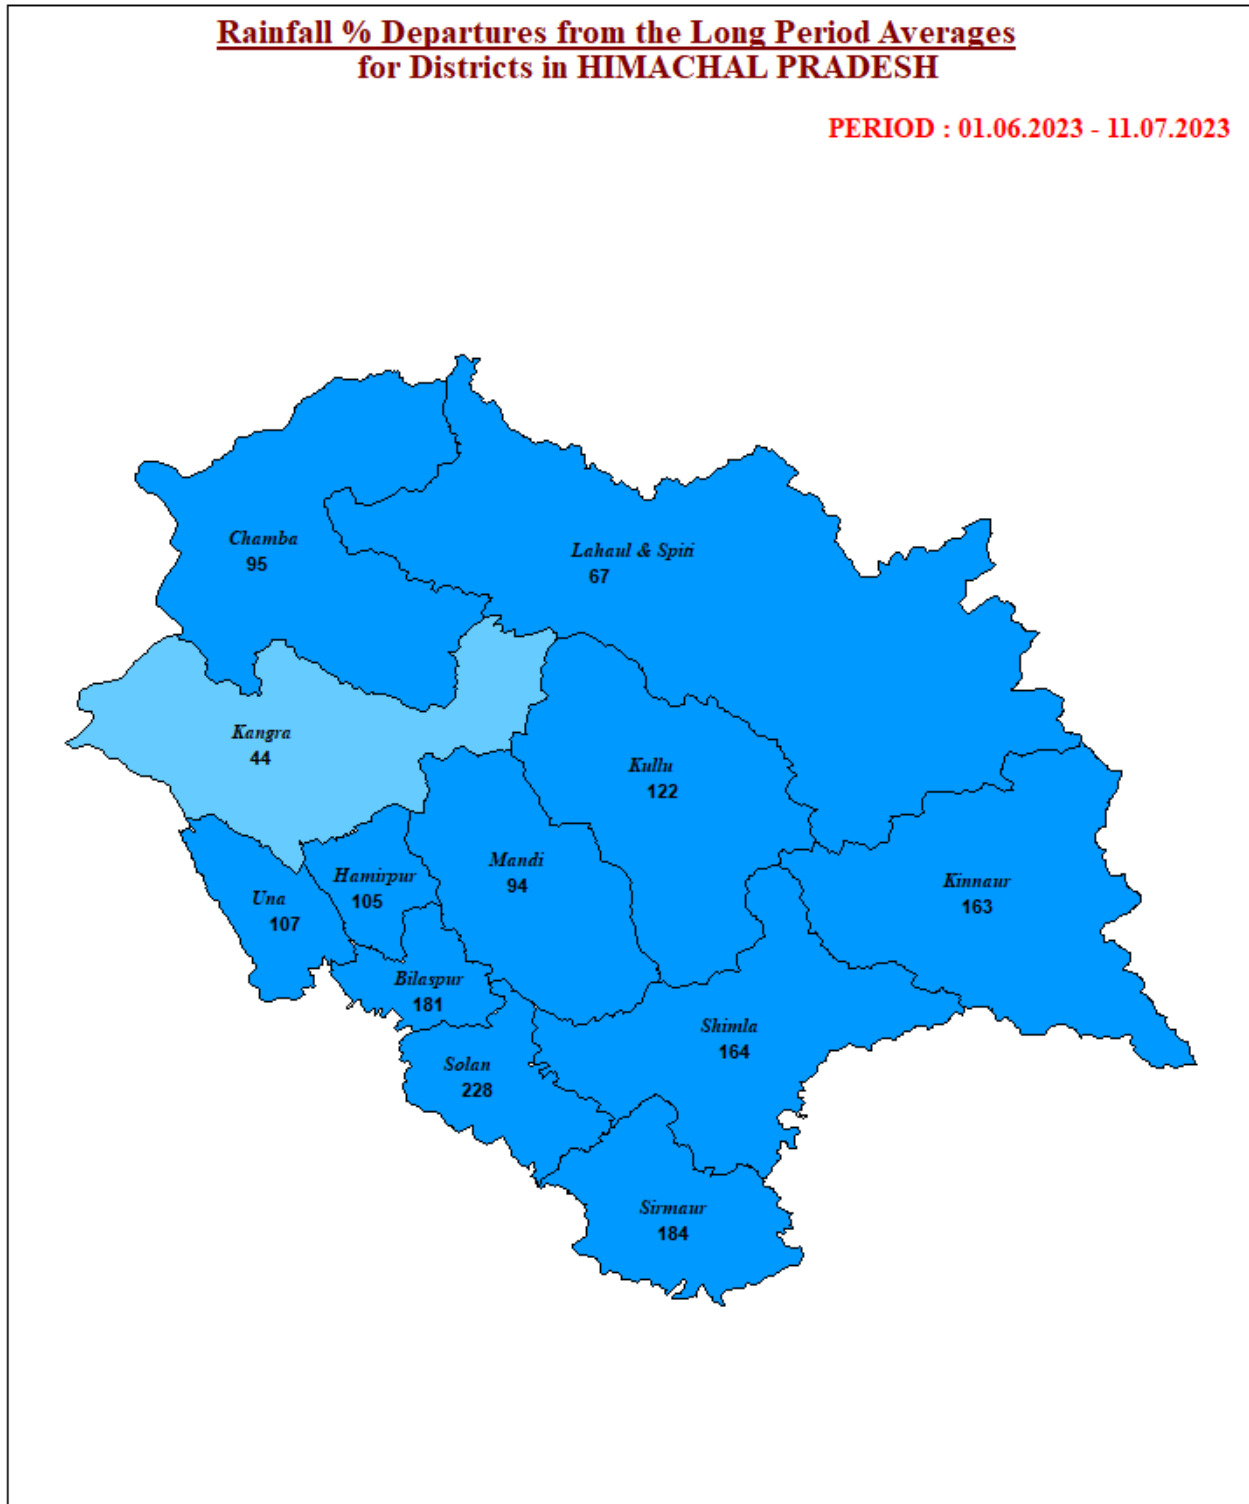 Rainfall % Departures from the Long Period Averages
for Districts in HIMACHAL PRADESH
PERIOD : 01.06.2023 - 11.07.2023
Chamba
95
Lahaul & Spiti
67
Kangra
44
Kullu
122
Mandi
94
Hamirpur
105
Una
107
Kinnaur
163
Bilaspur
181
Shimla
164
Solan
228
Sirmaur
184